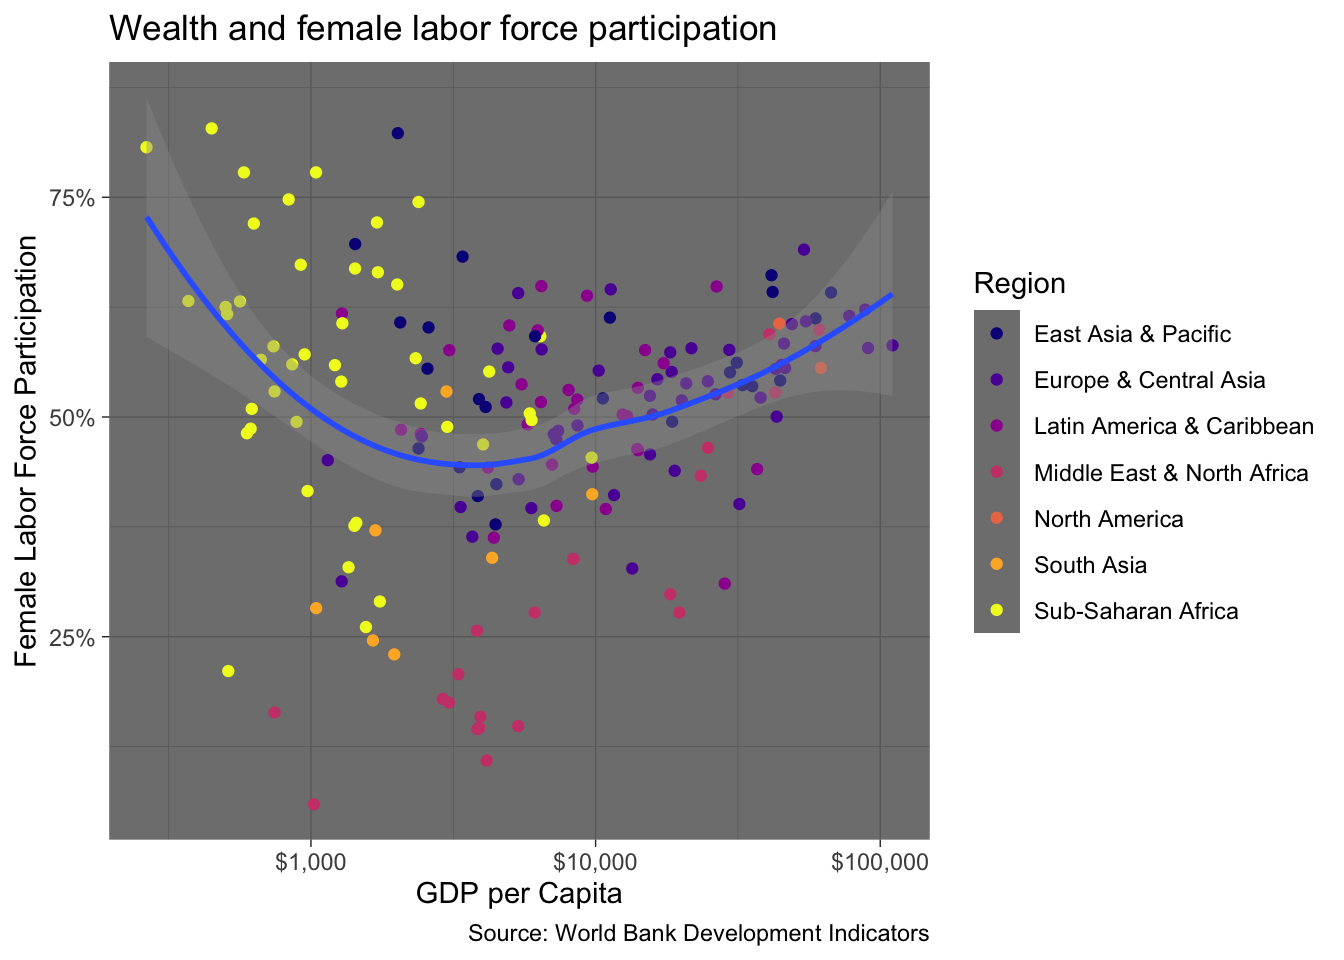 Wealth and female labor force participation
Female Labor Force Participation
75%
50%
25%
$1,000
$10,000
$100,000
GDP per Capita
Source: World Bank Development Indicators
Region
East Asia & Pacific
Europe & Central Asia
Latin America & Caribbean
Middle East & North Africa
North America
South Asia
Sub-Saharan Africa